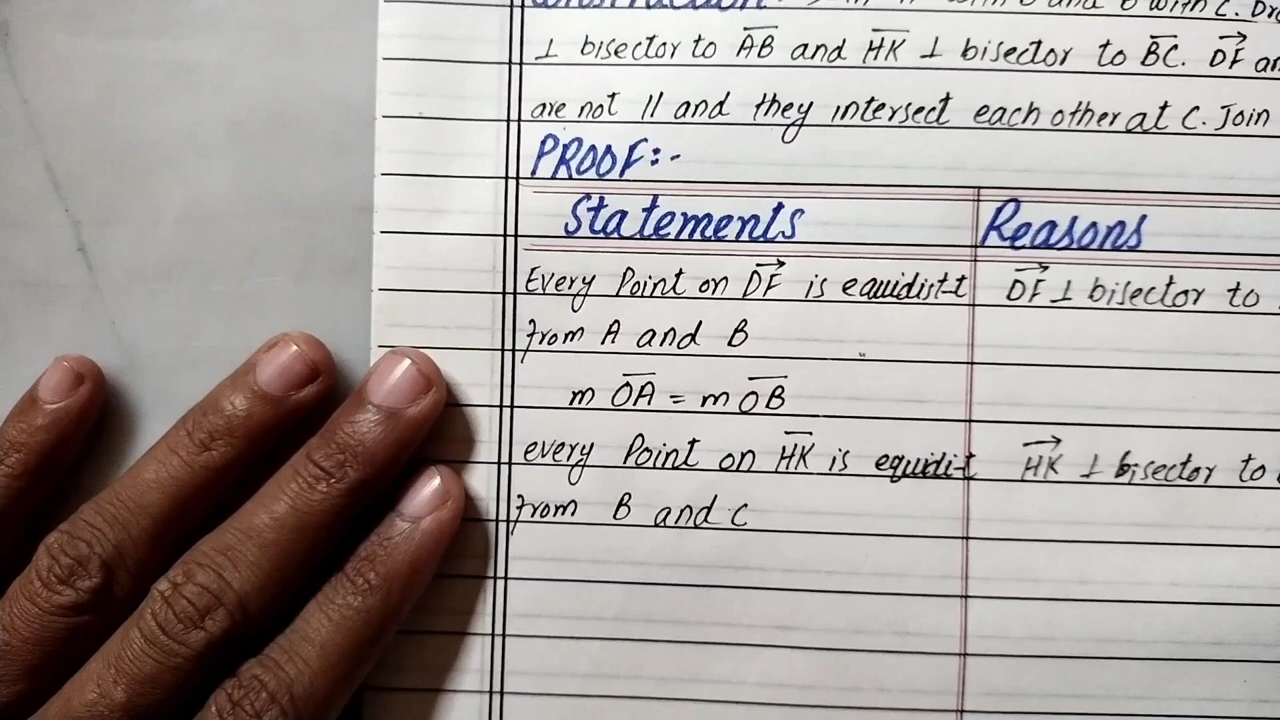 ⊥ bisector to AB and HK ⊥ bisector to BC. DF an
are not || and they intersect each other at C. Join
PROOF:-
Statements Reasons
Every Point on DF is equidist-t DF ⊥ bisector to
from A and B
m OA = m OB
every Point on HK is equidi-t HK ⊥ bisector to
from B and C